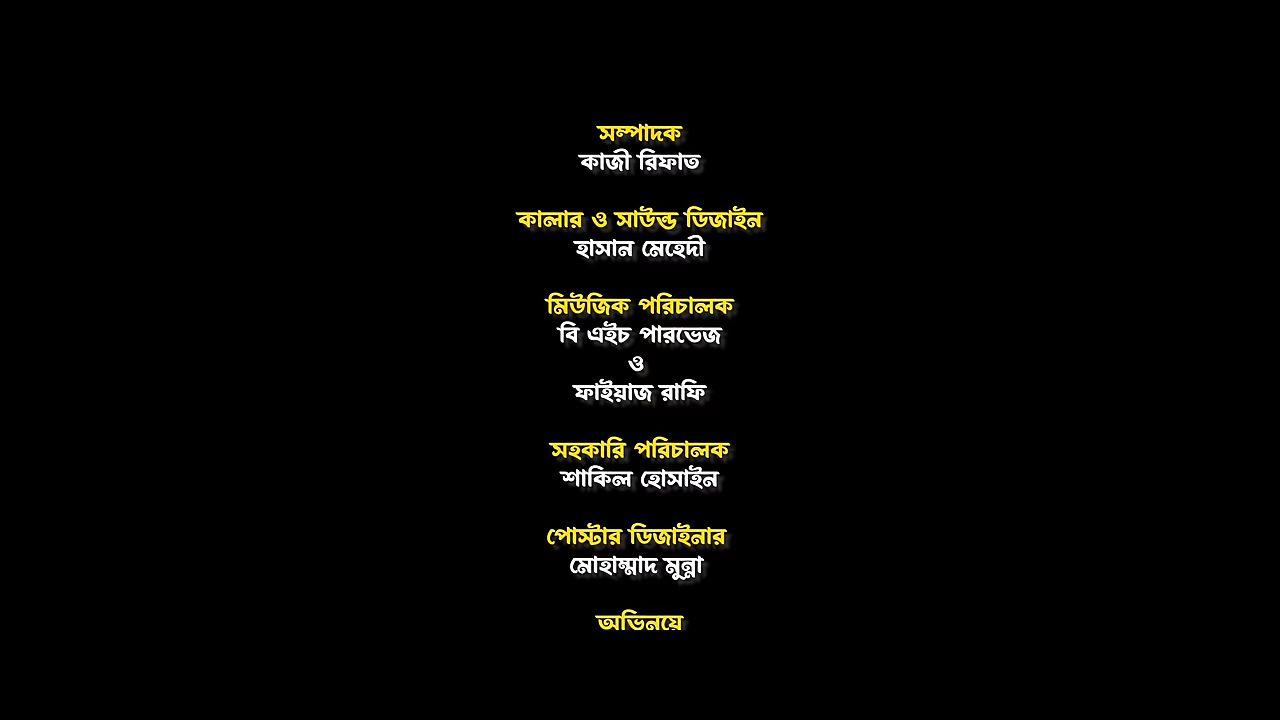 সম্পাদক
কাজী রিফাত
কালার ও সাউন্ড ডিজাইন
হাসান মেহেদী
মিউজিক পরিচালক
বি এইচ পারভেজ
ও
ফাইয়াজ রাফি
সহকারি পরিচালক
শাকিল হোসাইন
পোস্টার ডিজাইনার
মোহাম্মাদ মুন্না
অভিনয়ে